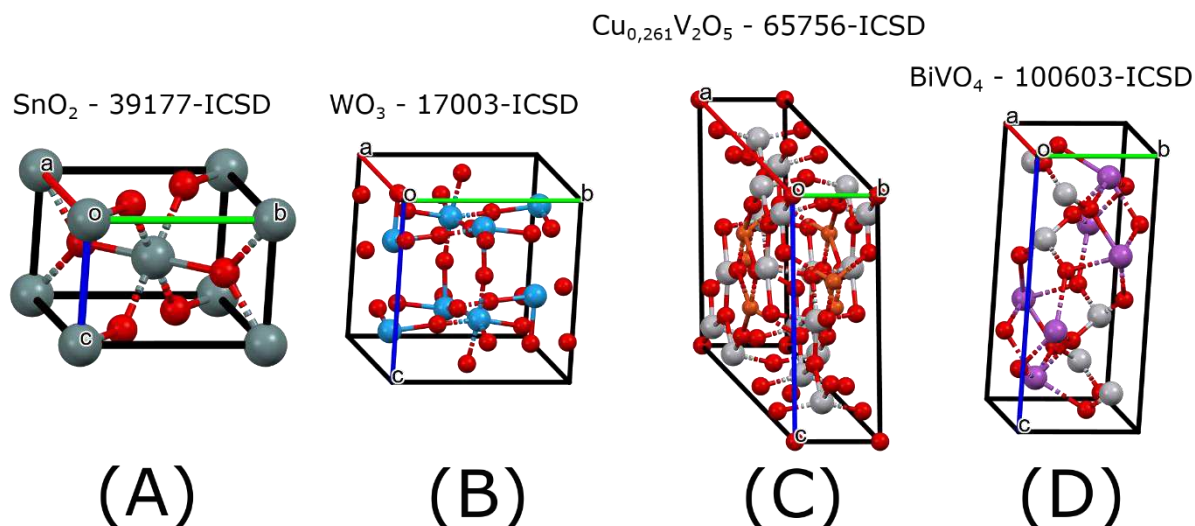 Cu0,261V2O5 - 65756-ICSD
BiVO4 - 100603-ICSD
SnO2 - 39177-ICSD
WO3 - 17003-ICSD
a
o
b
c
a
o
b
c
a
o
b
c
a
o
b
c
(A)
(B)
(C)
(D)